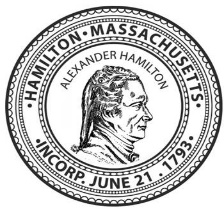 ·HAMILTON·MASSACHUSETTS·
ALEXANDER HAMILTON
·INCORP. JUNE 21 . 1793·